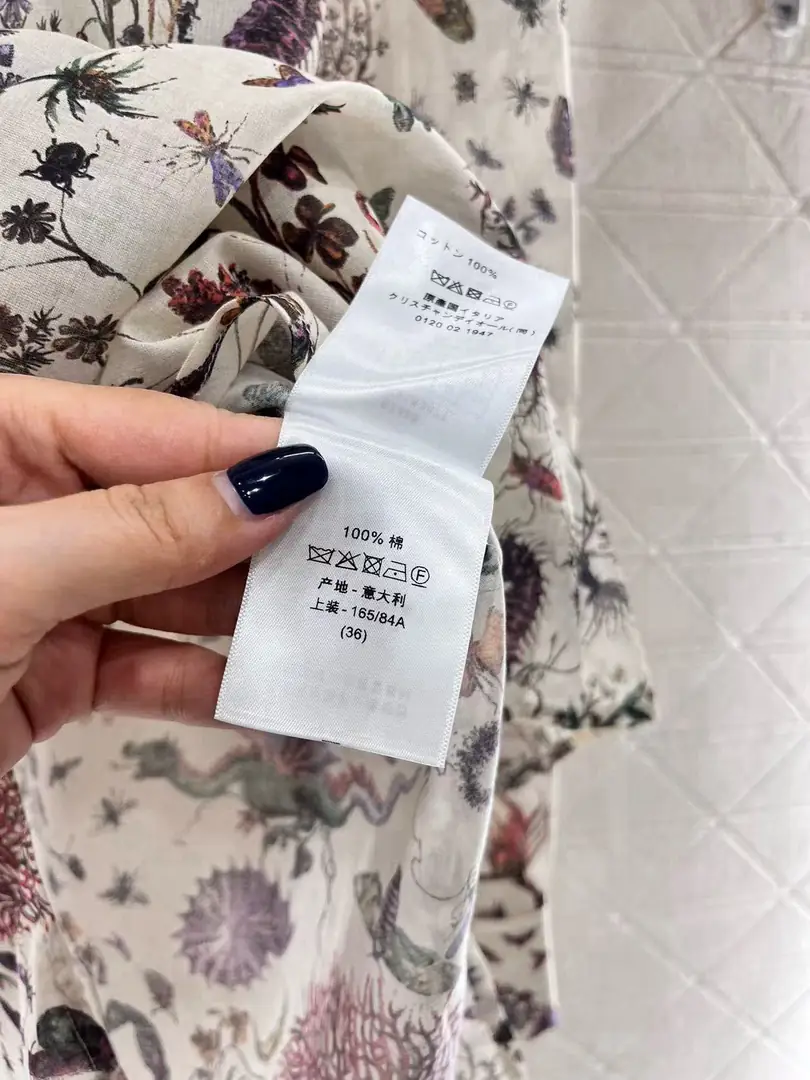 コットン 100%
原産国イタリア
クリスチャンディオール(問)
0120 02 1947
100% 棉
F
产地 - 意大利
上装 - 165/84A
(36)